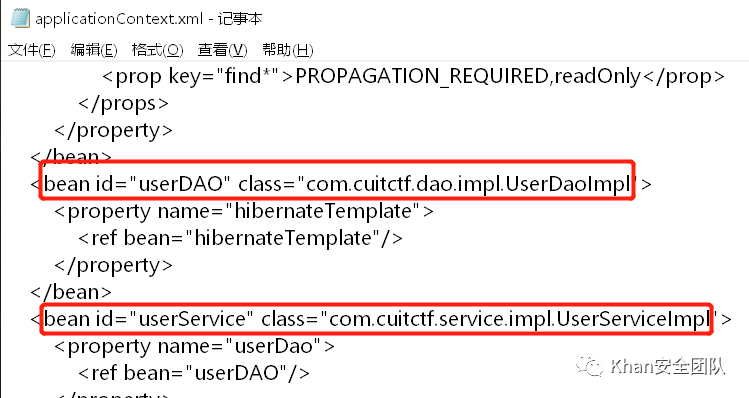 applicationContext.xml - 记事本
文件(F) 编辑(E) 格式(O) 查看(V) 帮助(H)
<prop key="find*">PROPAGATION_REQUIRED,readOnly</prop>
</props>
</property>
</bean>
<bean id="userDAO" class="com.cuitctf.dao.impl.UserDaoImpl">
<property name="hibernateTemplate">
<ref bean="hibernateTemplate"/>
</property>
</bean>
<bean id="userService" class="com.cuitctf.service.impl.UserServiceImpl">
<property name="userDao">
<ref bean="userDAO"/>
</property>
Khan安全团队